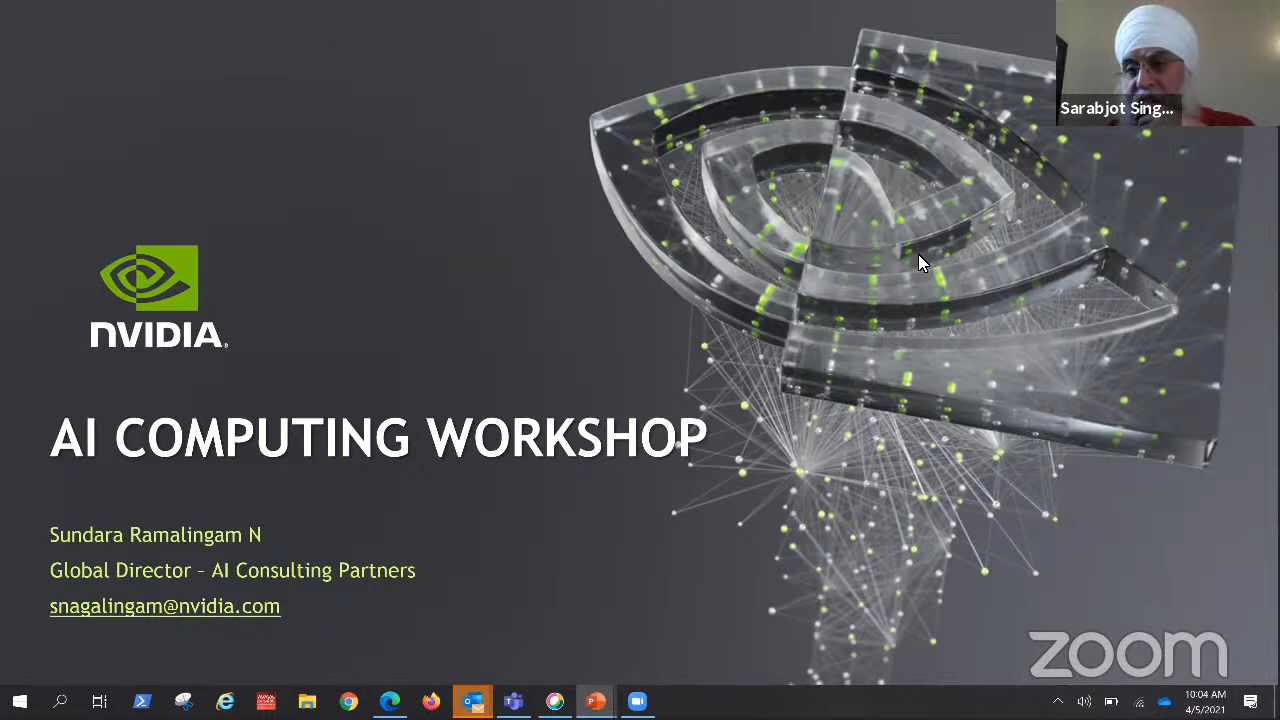 Sarabjot Sing...
NVIDIA.
AI COMPUTING WORKSHOP
Sundara Ramalingam N
Global Director – AI Consulting Partners
snagalingam@nvidia.com
zoom
10:04 AM
4/5/2021